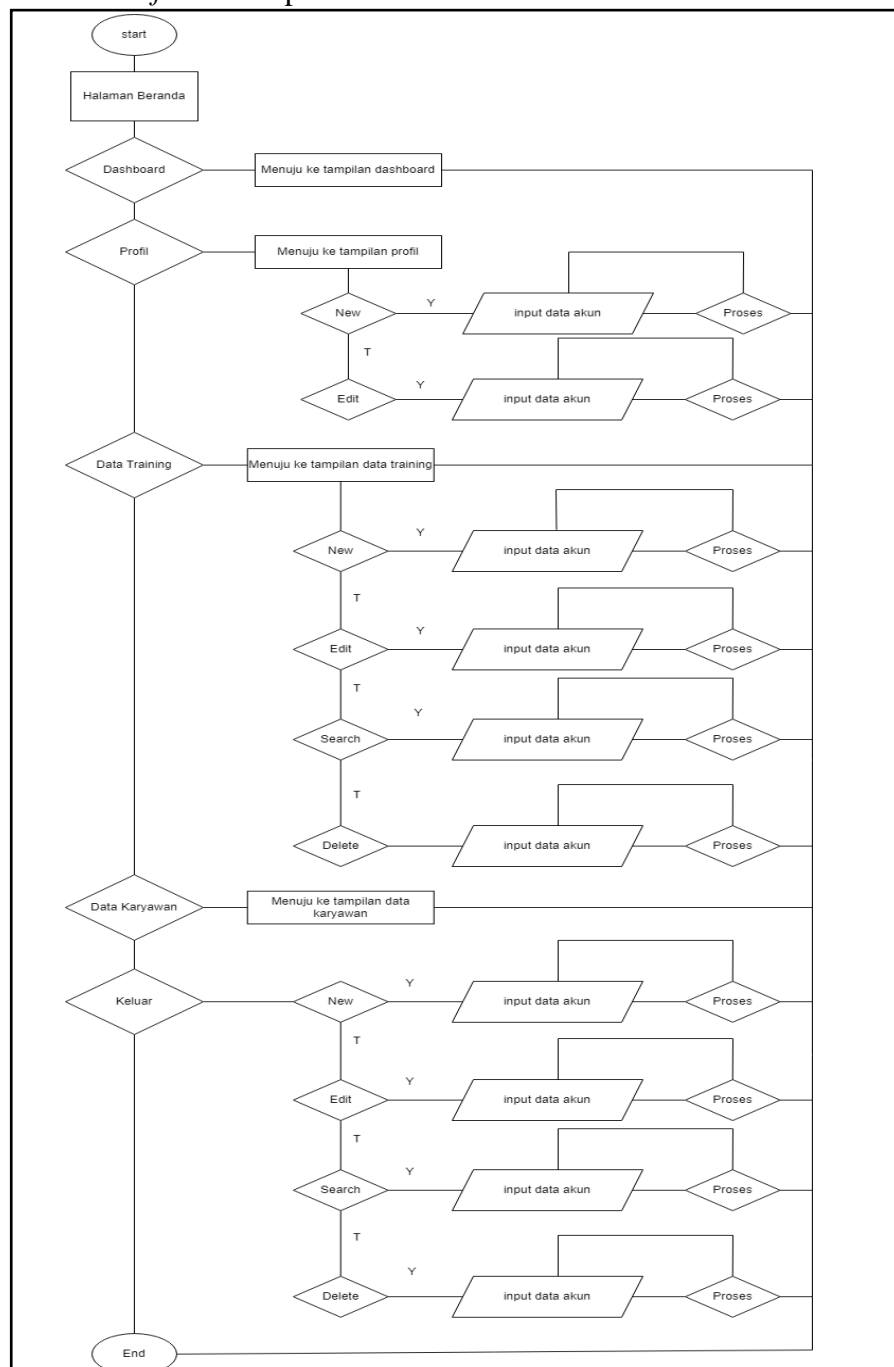 start
Halaman Beranda
Dashboard
Menuju ke tampilan dashboard
Profil
Menuju ke tampilan profil
New
Y
input data akun
Proses
T
Edit
Y
input data akun
Proses
Data Training
Menuju ke tampilan data training
New
Y
input data akun
Proses
T
Edit
Y
input data akun
Proses
T
Search
Y
input data akun
Proses
T
Delete
input data akun
Proses
Data Karyawan
Menuju ke tampilan data
karyawan
Keluar
New
Y
input data akun
Proses
T
Edit
Y
input data akun
Proses
T
Search
Y
input data akun
Proses
T
Delete
Y
input data akun
Proses
End